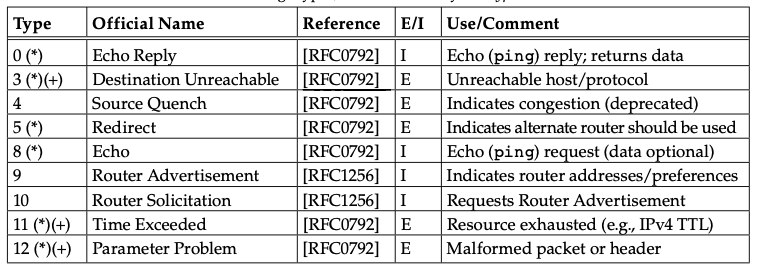 Type Official Name Reference E/I Use/Comment
0 (*) Echo Reply [RFC0792] I Echo (ping) reply; returns data
3 (*)(+) Destination Unreachable [RFC0792] E Unreachable host/protocol
4 Source Quench [RFC0792] E Indicates congestion (deprecated)
5 (*) Redirect [RFC0792] E Indicates alternate router should be used
8 (*) Echo [RFC0792] I Echo (ping) request (data optional)
9 Router Advertisement [RFC1256] I Indicates router addresses/preferences
10 Router Solicitation [RFC1256] I Requests Router Advertisement
11 (*)(+) Time Exceeded [RFC0792] E Resource exhausted (e.g., IPv4 TTL)
12 (*)(+) Parameter Problem [RFC0792] E Malformed packet or header